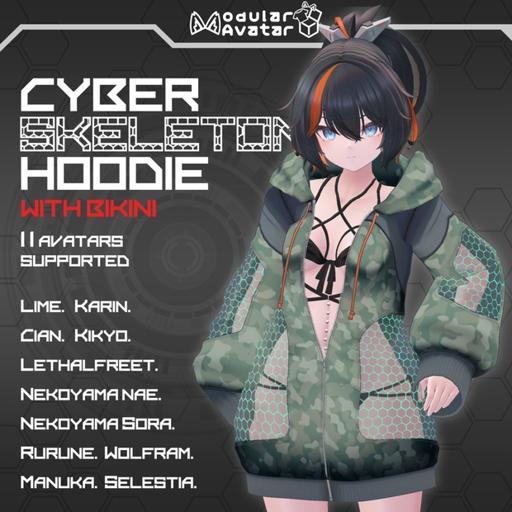 Modular
Avatar
CYBER
SKELETON
HOODIE
WITH BIKINI
11 AVATARS
SUPPORTED
LIME. KARIN.
CIAN. KIKYO.
LETHALFREET.
NEKOYAMA NAE.
NEKOYAMA SORA.
RURUNE. WOLFRAM.
MANUKA. SELESTIA.